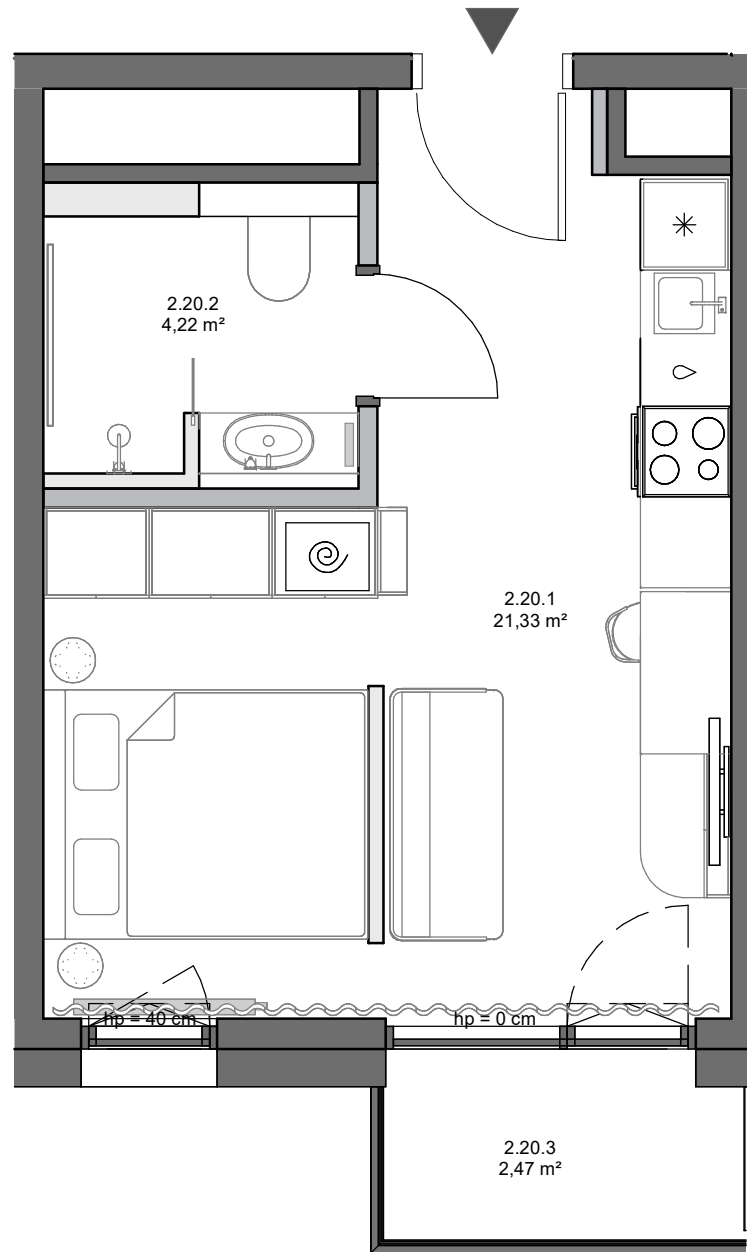 2.20.2
4,22 m²
2.20.1
21,33 m²
hp = 40 cm
hp = 0 cm
2.20.3
2,47 m²